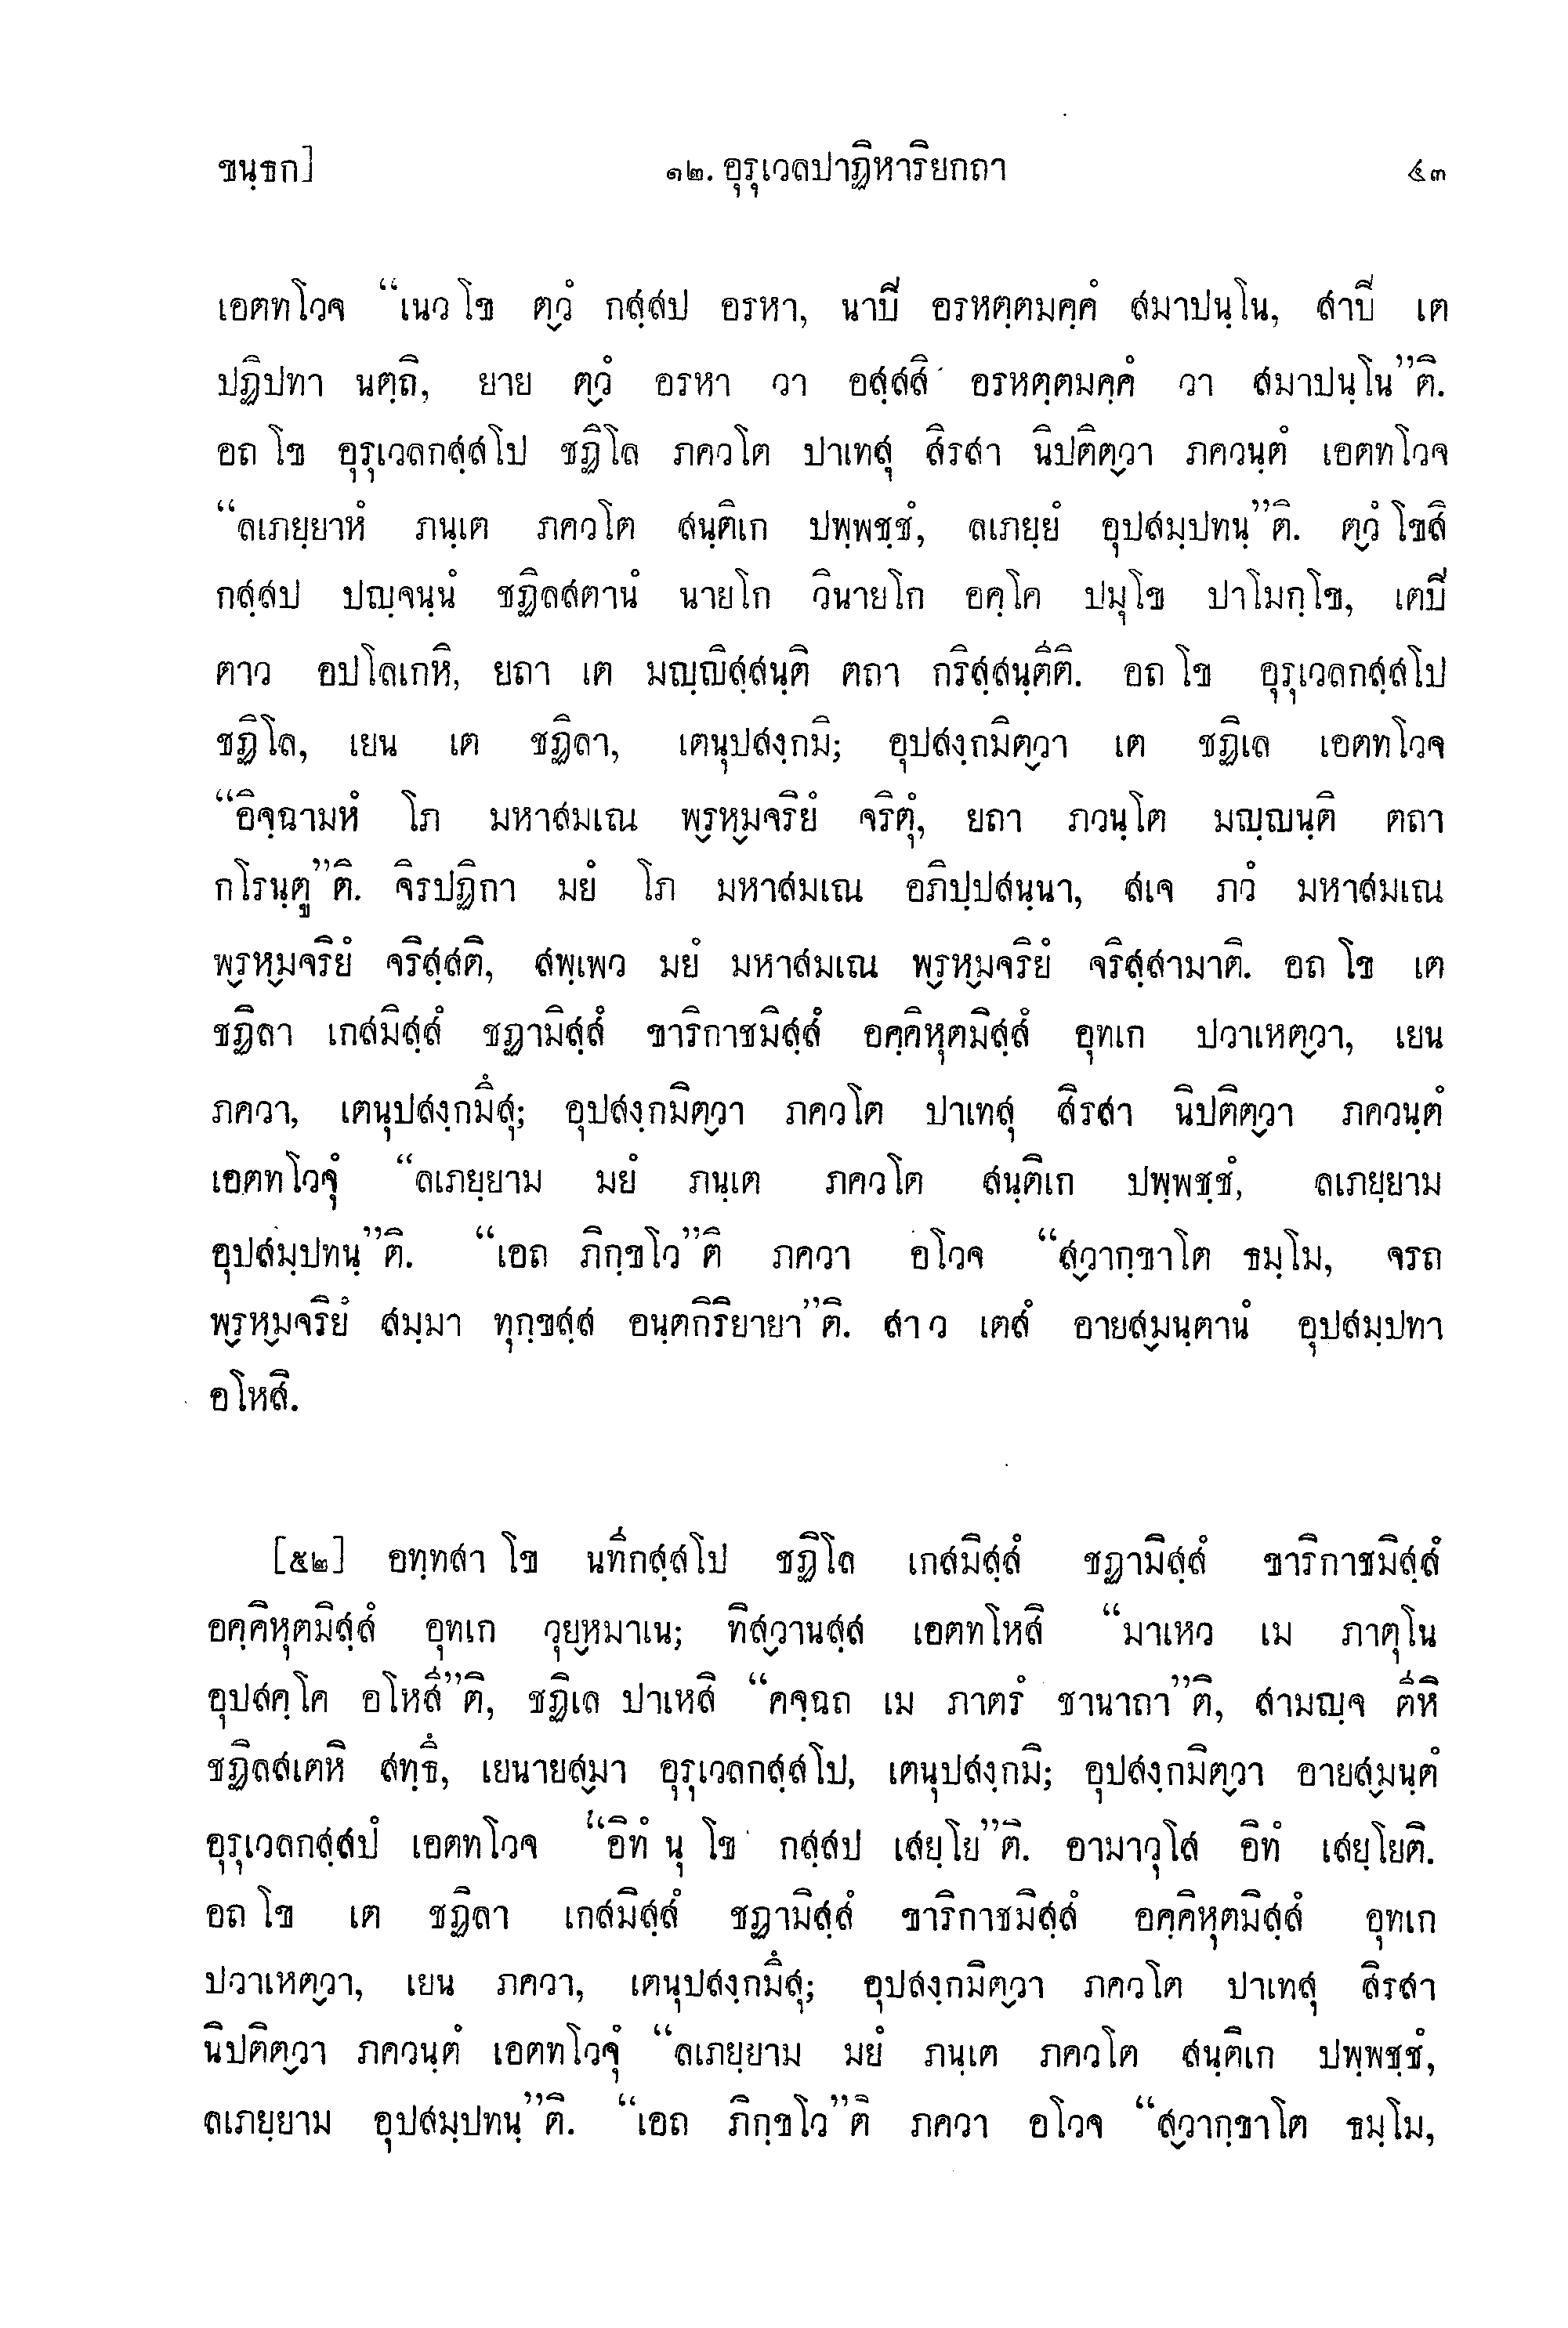 ขนฺธก] ๑๒. อุรุเวลปาฏิหาริยกถา ๕๓
เอตทโวจ “เนว โข ตฺวํ กสฺสป อรหา, นาปิ อรหตฺตมคฺคํ สมาปนฺโน, สาปิ เต
ปฏิปทา นตฺถิ, ยาย ตฺวํ อรหา วา อสฺสสิ อรหตฺตมคฺคํ วา สมาปนฺโน”ติ.
อถ โข อุรุเวลกสฺสโป ชฏิโล ภควโต ปาเทสุ สิรสา นิปติตฺวา ภควนฺตํ เอตทโวจ
“ลเภยฺยาหํ ภนฺเต ภควโต สนฺติเก ปพฺพชฺชํ, ลเภยฺยํ อุปสมฺปทนฺ”ติ. ตฺวํ โขสิ
กสฺสป ปญฺจนฺนํ ชฏิลสตานํ นายโก วินายโก อคฺโค ปมุโข ปาโมกฺโข, เตปิ
ตาว อปโลเกหิ, ยถา เต มญฺญิสฺสนฺติ ตถา กริสฺสนฺตีติ. อถ โข อุรุเวลกสฺสโป
ชฏิโล, เยน เต ชฏิลา, เตนุปสงฺกมิ; อุปสงฺกมิตฺวา เต ชฏิเล เอตทโวจ
“อิจฺฉามหํ โภ มหาสมเณ พฺรหฺมจริยํ จริตุํ, ยถา ภวนฺโต มญฺญนฺติ ตถา
กโรนฺตู”ติ. จิรปฏิกา มยํ โภ มหาสมเณ อภิปฺปสนฺนา, สเจ ภวํ มหาสมเณ
พฺรหฺมจริยํ จริสฺสติ, สพฺเพว มยํ มหาสมเณ พฺรหฺมจริยํ จริสฺสามาติ. อถ โข เต
ชฏิลา เกสมิสฺสํ ชฏามิสฺสํ ขาริกาชมิสฺสํ อคฺคิหุตมิสฺสํ อุทเก ปวาเหตฺวา, เยน
ภควา, เตนุปสงฺกมึสุ; อุปสงฺกมิตฺวา ภควโต ปาเทสุ สิรสา นิปติตฺวา ภควนฺตํ
เอตทโวจุํ “ลเภยฺยาม มยํ ภนฺเต ภควโต สนฺติเก ปพฺพชฺชํ, ลเภยฺยาม
อุปสมฺปทนฺ”ติ. “เอถ ภิกฺขโว”ติ ภควา อโวจ “สฺวากฺขาโต ธมฺโม, จรถ
พฺรหฺมจริยํ สมฺมา ทุกฺขสฺส อนฺตกิริยายา”ติ. สา ว เตสํ อายสฺมนฺตานํ อุปสมฺปทา
อโหสิ.
[๕๒] อทฺทสา โข นทีกสฺสโป ชฏิโล เกสมิสฺสํ ชฏามิสฺสํ ขาริกาชมิสฺสํ
อคฺคิหุตมิสฺสํ อุทเก วุยฺหมาเน; ทิสฺวานสฺส เอตทโหสิ “มาเหว เม ภาตุโน
อุปสคฺโค อโหสี”ติ, ชฏิเล ปาเหสิ “คจฺฉถ เม ภาตรํ ชานาถา”ติ, สามญฺจ ตีหิ
ชฏิลสเตหิ สทฺธึ, เยนายสฺมา อุรุเวลกสฺสโป, เตนุปสงฺกมิ; อุปสงฺกมิตฺวา อายสฺมนฺตํ
อุรุเวลกสฺสปํ เอตทโวจ “อิทํ นุ โข กสฺสป เสยฺโย”ติ. อามาวุโส อิทํ เสยฺโยติ.
อถ โข เต ชฏิลา เกสมิสฺสํ ชฏามิสฺสํ ขาริกาชมิสฺสํ อคฺคิหุตมิสฺสํ อุทเก
ปวาเหตฺวา, เยน ภควา, เตนุปสงฺกมึสุ; อุปสงฺกมิตฺวา ภควโต ปาเทสุ สิรสา
นิปติตฺวา ภควนฺตํ เอตทโวจุํ “ลเภยฺยาม มยํ ภนฺเต ภควโต สนฺติเก ปพฺพชฺชํ,
ลเภยฺยาม อุปสมฺปทนฺ”ติ. “เอถ ภิกฺขโว”ติ ภควา อโวจ “สฺวากฺขาโต ธมฺโม,